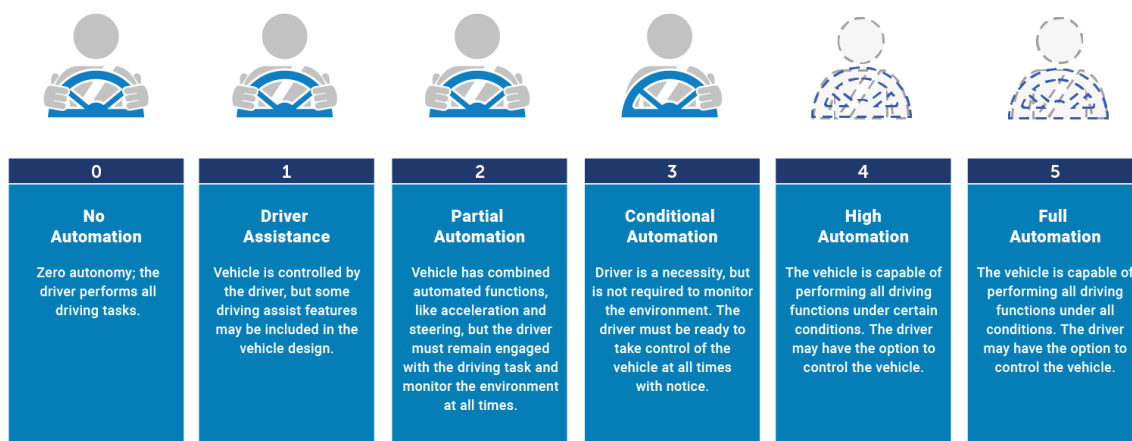 0
No
Automation
Zero autonomy; the
driver performs all
driving tasks.
1
Driver
Assistance
Vehicle is controlled by
the driver, but some
driving assist features
may be included in the
vehicle design.
2
Partial
Automation
Vehicle has combined
automated functions,
like acceleration and
steering, but the driver
must remain engaged
with the driving task and
monitor the environment
at all times.
3
Conditional
Automation
Driver is a necessity, but
is not required to monitor
the environment. The
driver must be ready to
take control of the
vehicle at all times
with notice.
4
High
Automation
The vehicle is capable of
performing all driving
functions under certain
conditions. The driver
may have the option to
control the vehicle.
5
Full
Automation
The vehicle is capable of
performing all driving
functions under all
conditions. The driver
may have the option to
control the vehicle.